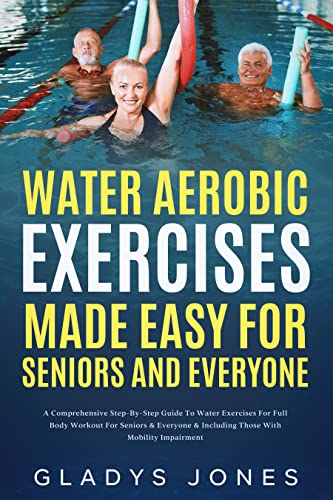 WATER AEROBIC
EXERCISES
MADE EASY FOR
SENIORS AND EVERYONE
A Comprehensive Step-By-Step Guide To Water Exercises For Full
Body Workout For Seniors & Everyone & Including Those With
Mobility Impairment
GLADYS JONES